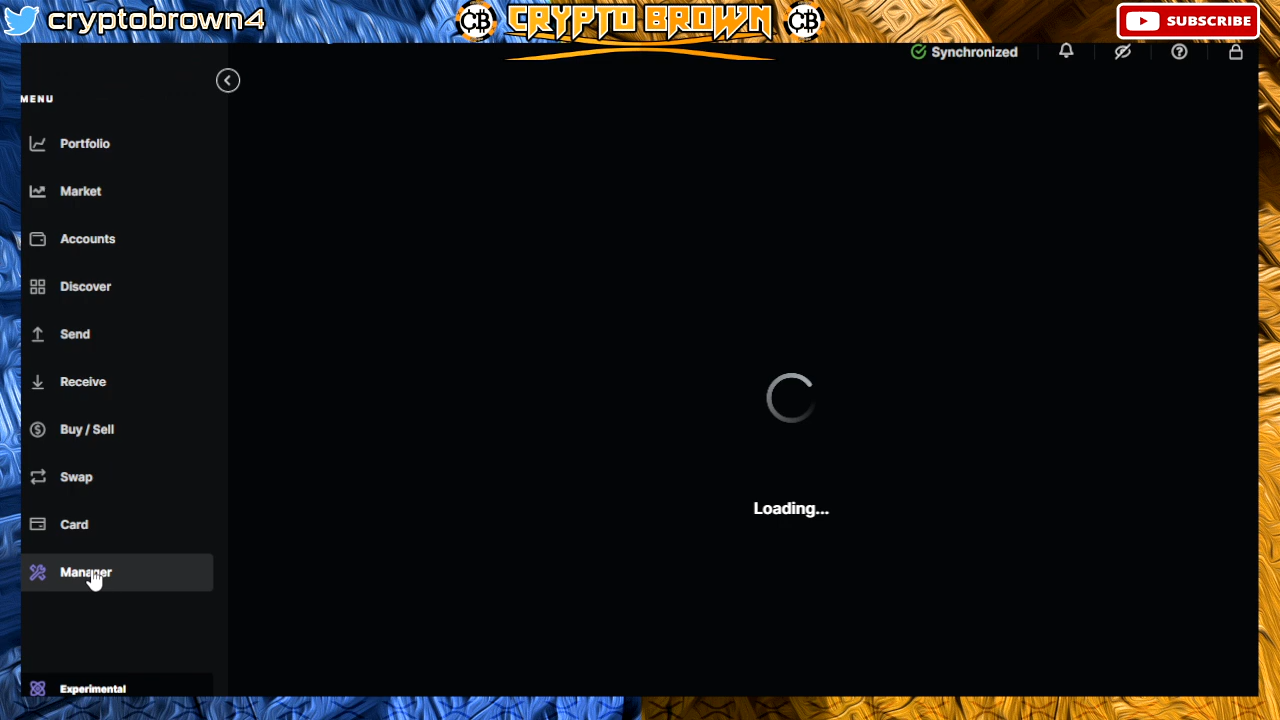 cryptobrown4
CB CRYPTO BROWN CB
SUBSCRIBE
Synchronized
MENU
Portfolio
Market
Accounts
Discover
Send
Receive
Buy / Sell
Swap
Card
Manager
Experimental
Loading...